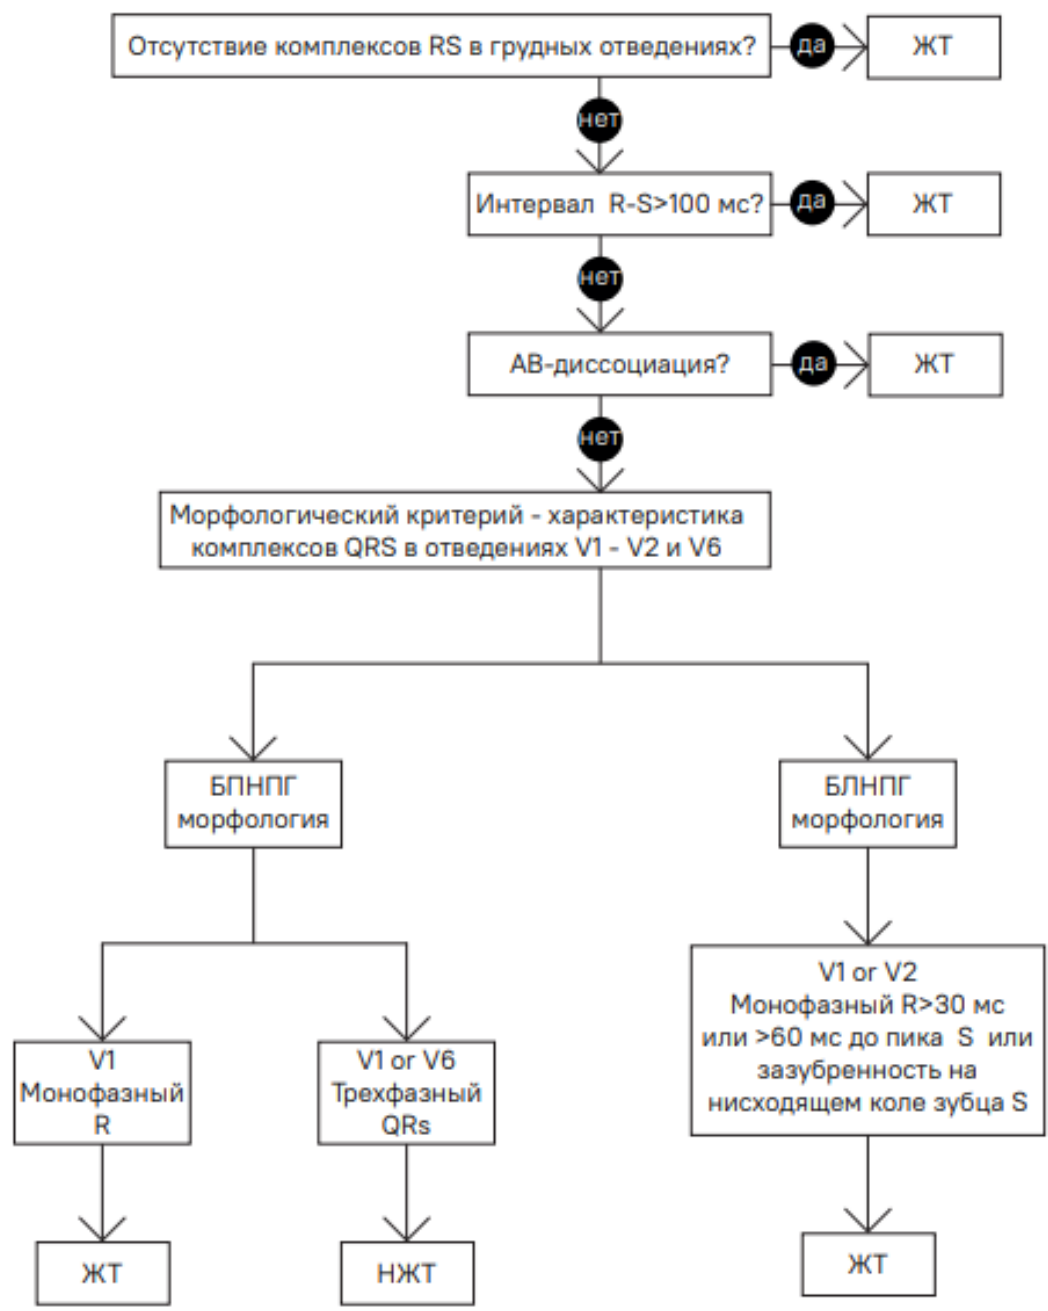 Отсутствие комплексов RS в грудных отведениях?
да
ЖТ
нет
Интервал R-S>100 мс?
да
ЖТ
нет
АВ-диссоциация?
да
ЖТ
нет
Морфологический критерий - характеристика
комплексов QRS в отведениях V1 - V2 и V6
БПНПГ
морфология
БЛНПГ
морфология
V1
Монофазный
R
V1 or V6
Трехфазный
QRs
V1 or V2
Монофазный R>30 мс
или >60 мс до пика S или
зазубренность на
нисходящем коле зубца S
ЖТ
НЖТ
ЖТ